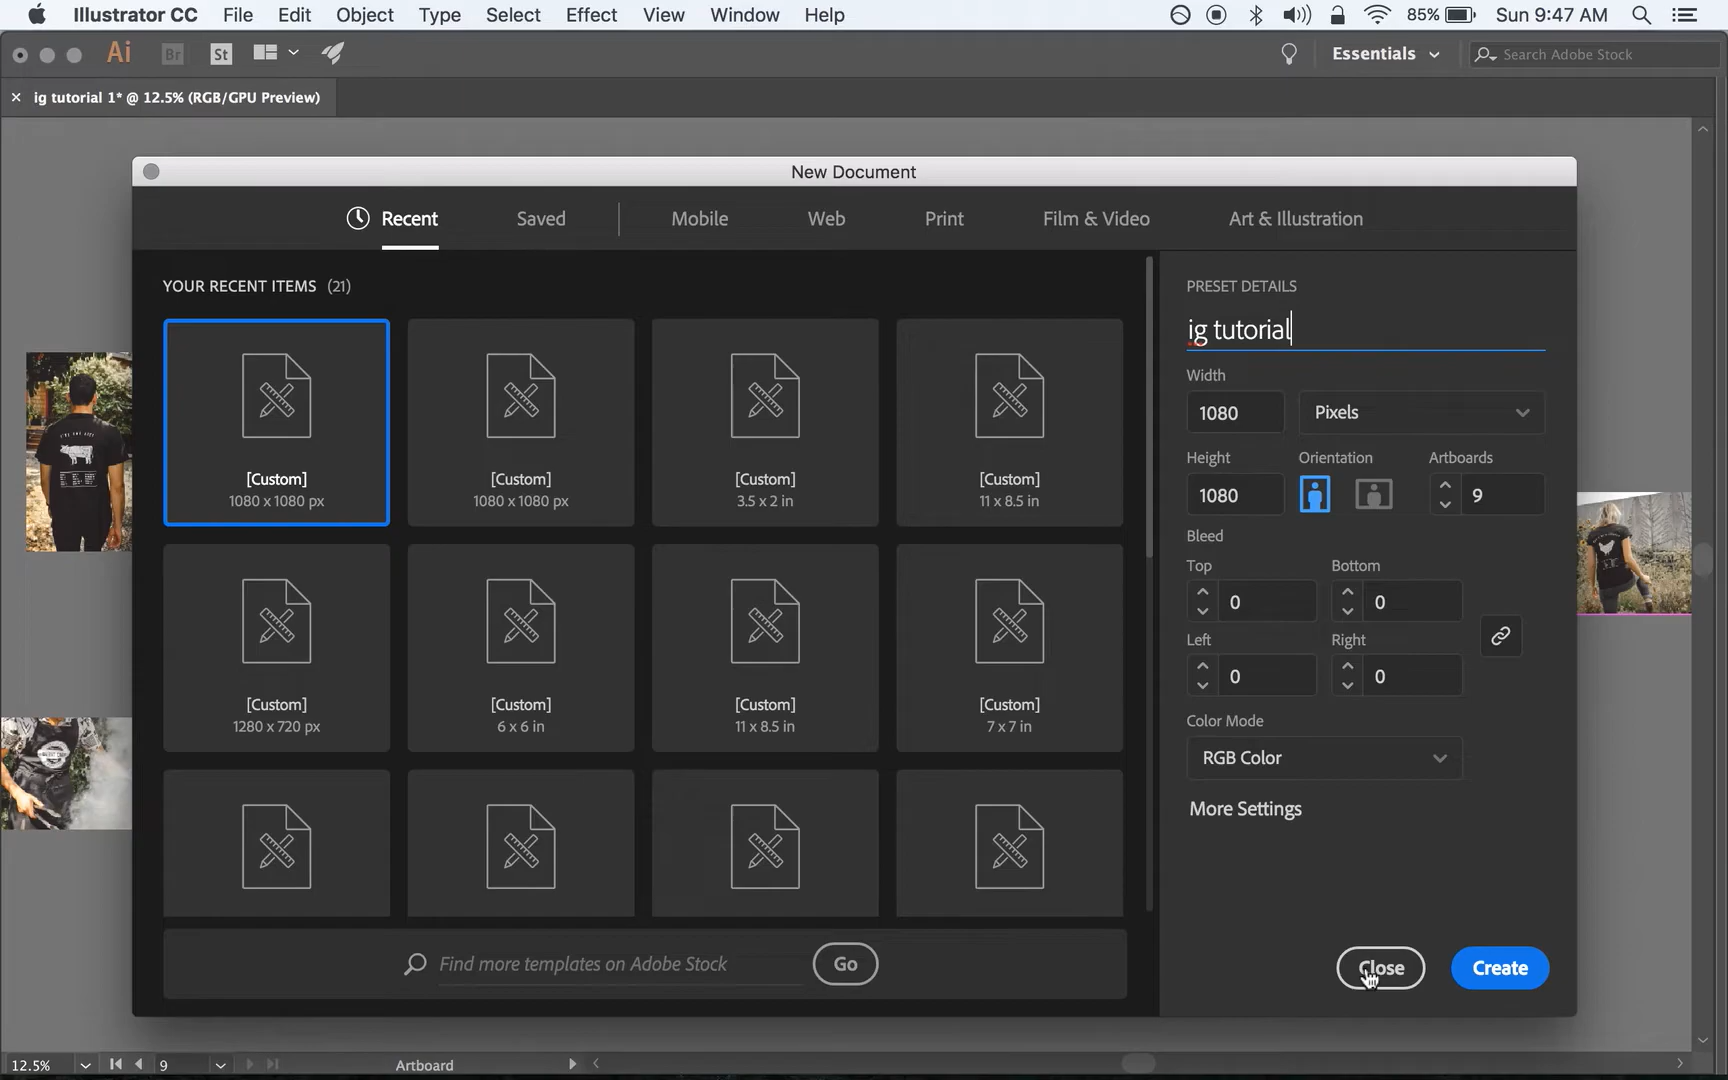 Illustrator CC File Edit Object Type Select Effect View Window Help 85% Sun 9:47 AM
Ai Br St Essentials Search Adobe Stock
× ig tutorial 1* @ 12.5% (RGB/GPU Preview)
New Document
Recent Saved Mobile Web Print Film & Video Art & Illustration
YOUR RECENT ITEMS (21)
[Custom] [Custom] [Custom] [Custom]
1080 x 1080 px 1080 x 1080 px 3.5 x 2 in 11 x 8.5 in
[Custom] [Custom] [Custom] [Custom]
1280 x 720 px 6 x 6 in 11 x 8.5 in 7 x 7 in
Find more templates on Adobe Stock Go
PRESET DETAILS
ig tutorial
Width
1080 Pixels
Height Orientation Artboards
1080 9
Bleed
Top Bottom
0 0
Left Right
0 0
Color Mode
RGB Color
More Settings
Close Create
12.5% 9 Artboard